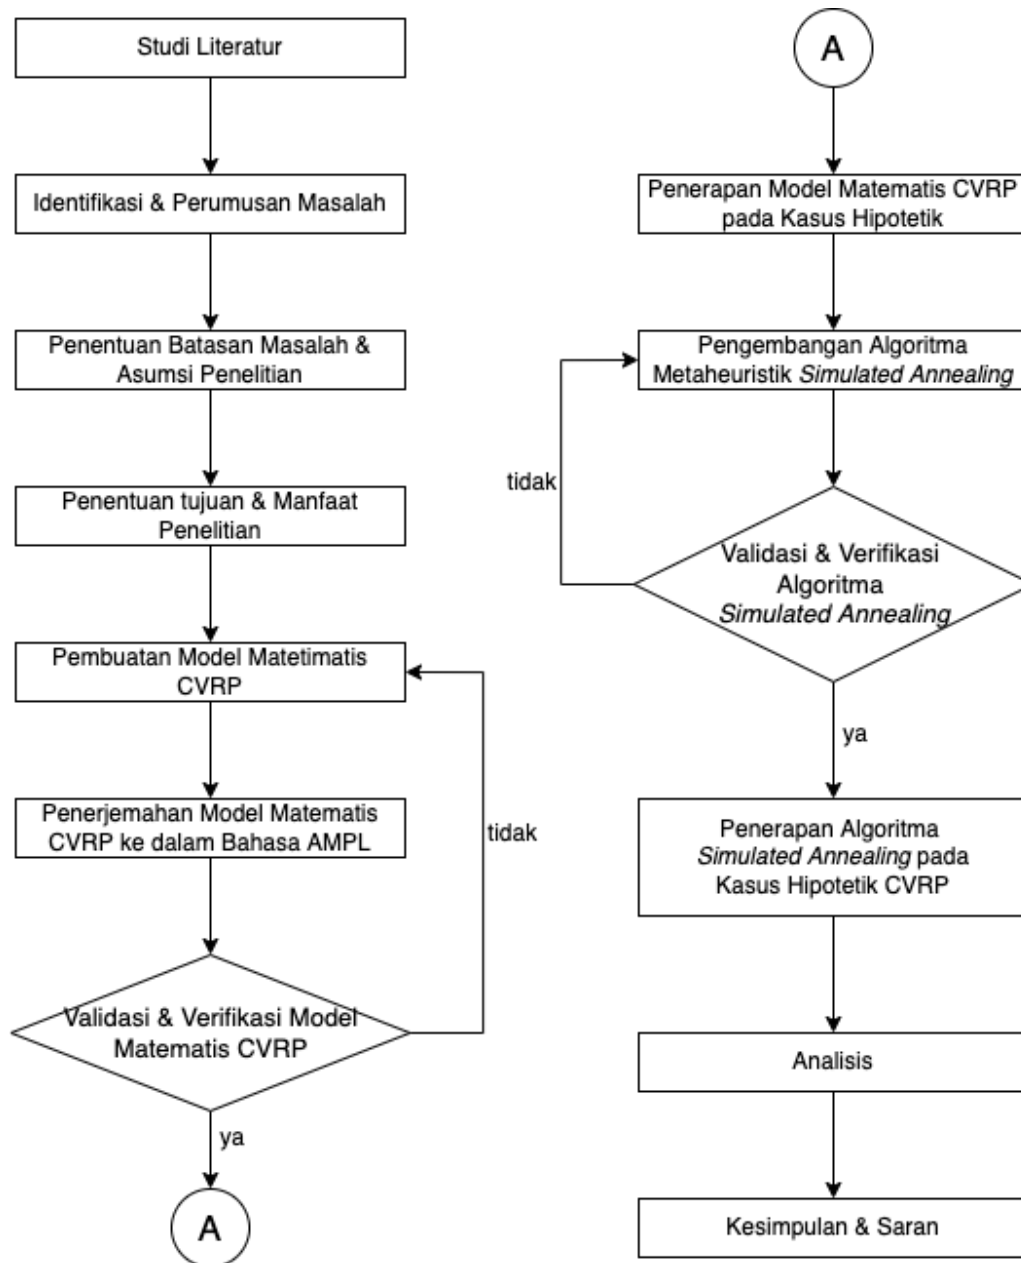 Studi Literatur
Identifikasi & Perumusan Masalah
Penentuan Batasan Masalah &
Asumsi Penelitian
Penentuan tujuan & Manfaat
Penelitian
Pembuatan Model Matetimatis
CVRP
Penerjemahan Model Matematis
CVRP ke dalam Bahasa AMPL
tidak
Validasi & Verifikasi Model
Matematis CVRP
ya
A
A
Penerapan Model Matematis CVRP
pada Kasus Hipotetik
Pengembangan Algoritma
Metaheuristik Simulated Annealing
tidak
Validasi & Verifikasi
Algoritma
Simulated Annealing
ya
Penerapan Algoritma
Simulated Annealing pada
Kasus Hipotetik CVRP
Analisis
Kesimpulan & Saran